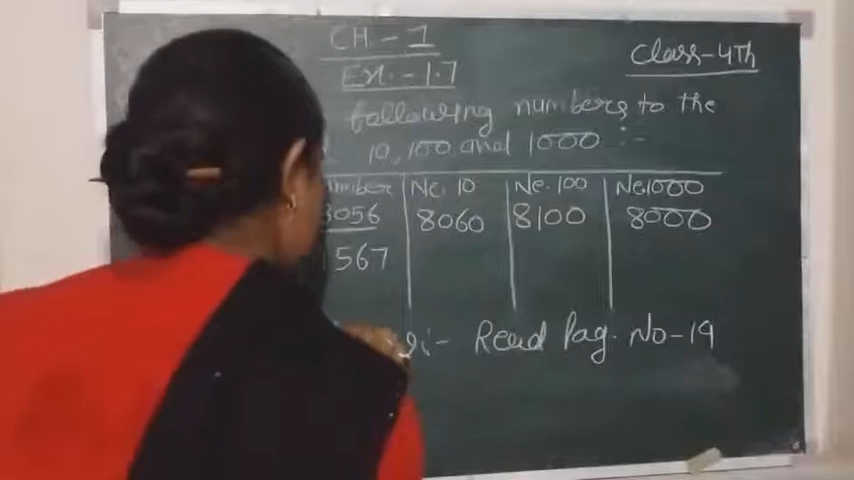 CH.-1
Class-4Th
Ex.-1.7
following numbers to the
10,100 and 1000:-
Number Ne. 10 Ne. 100 Ne. 1000
8056 8060 8100 8000
567
:- Read Pag. No-19